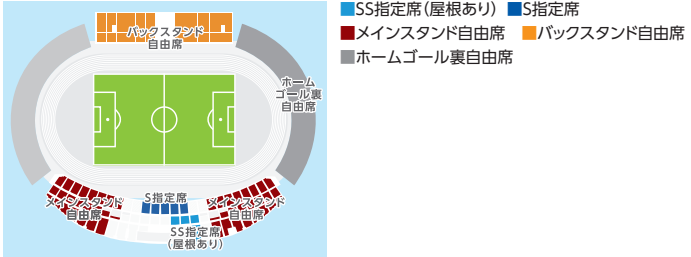 バックスタンド
自由席
ホーム
ゴール裏
自由席
メインスタンド
自由席
S指定席
メインスタンド
自由席
SS指定席
(屋根あり)
■SS指定席(屋根あり) ■S指定席
■メインスタンド自由席 ■バックスタンド自由席
■ホームゴール裏自由席